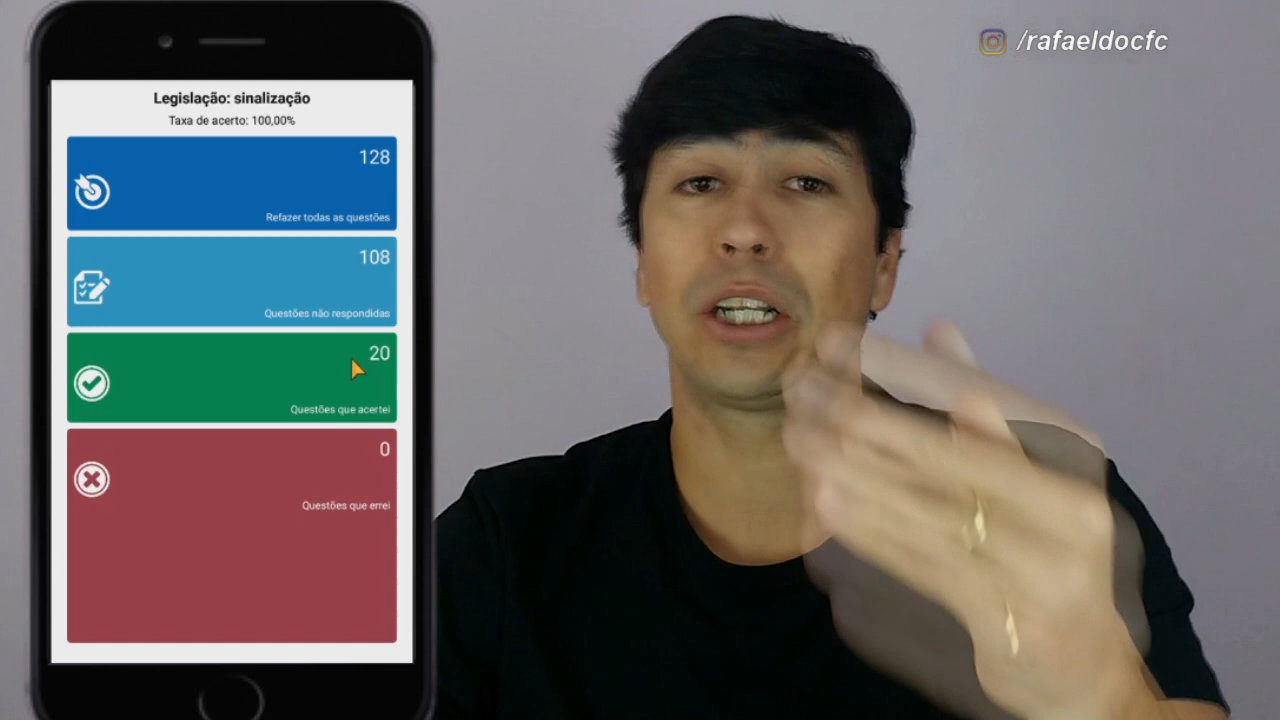 Legislação: sinalização
Taxa de acerto: 100,00%
128
Refazer todas as questões
108
Questões não respondidas
20
Questões que acertei
0
Questões que errei
/rafaeldocfc